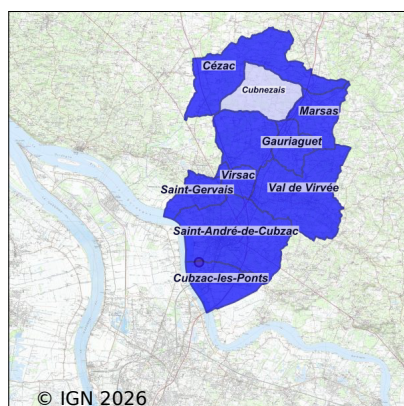 Cézac
Cubnezais
Marsas
Gauriaguet
Virsac
Saint-Gervais
Val de Virvée
Saint-André-de-Cubzac
Cubzac-les-Ponts
© IGN 2026